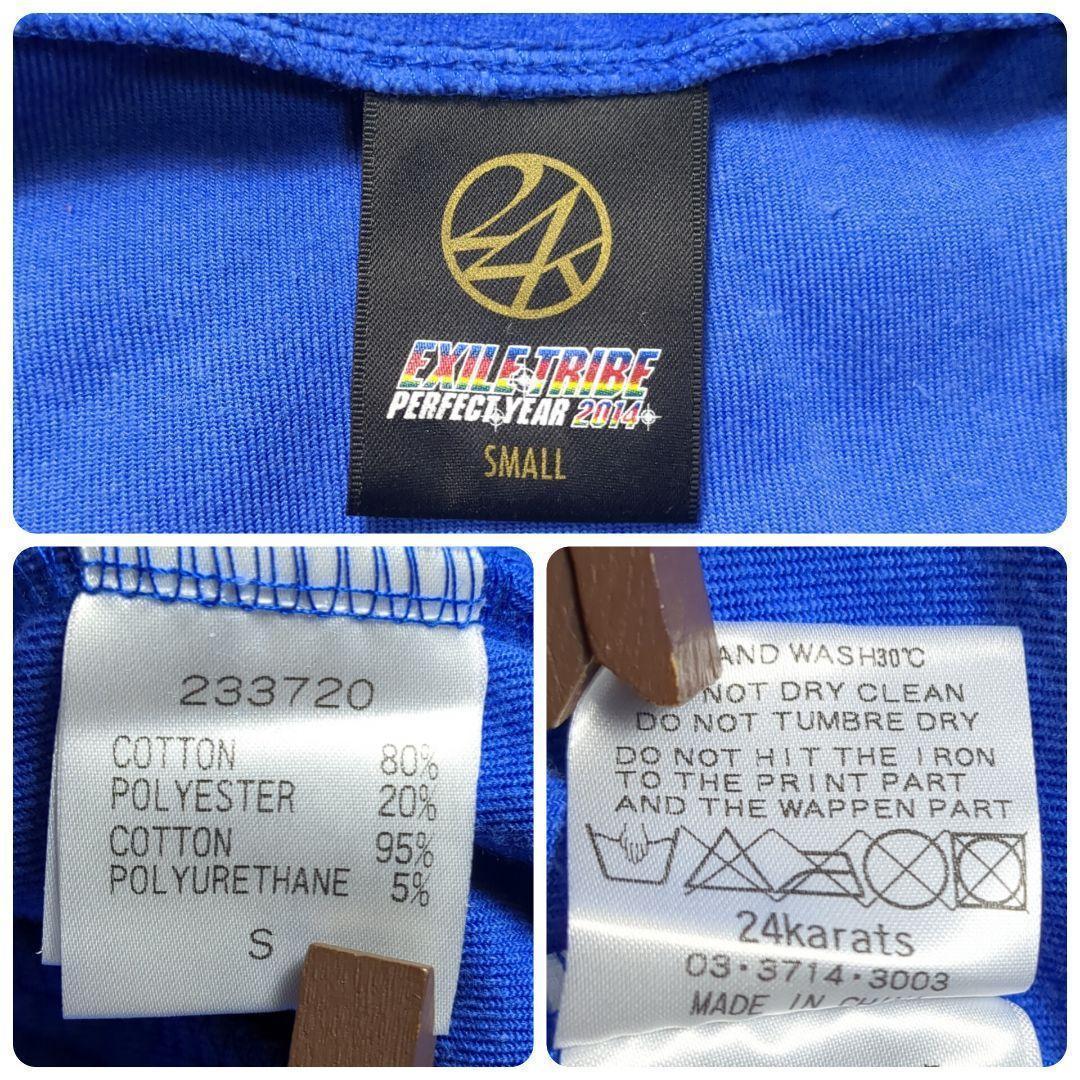 24K
EXILE TRIBE
PERFECT YEAR 2014
SMALL
233720
COTTON 80%
POLYESTER 20%
COTTON 95%
POLYURETHANE 5%
S
WASH30℃
NOT DRY CLEAN
DO NOT TUMBRE DRY
DO NOT HIT THE IRON
TO THE PRINT PART
AND THE WAPPEN PART
24karats
03·3714·3003
MADE IN